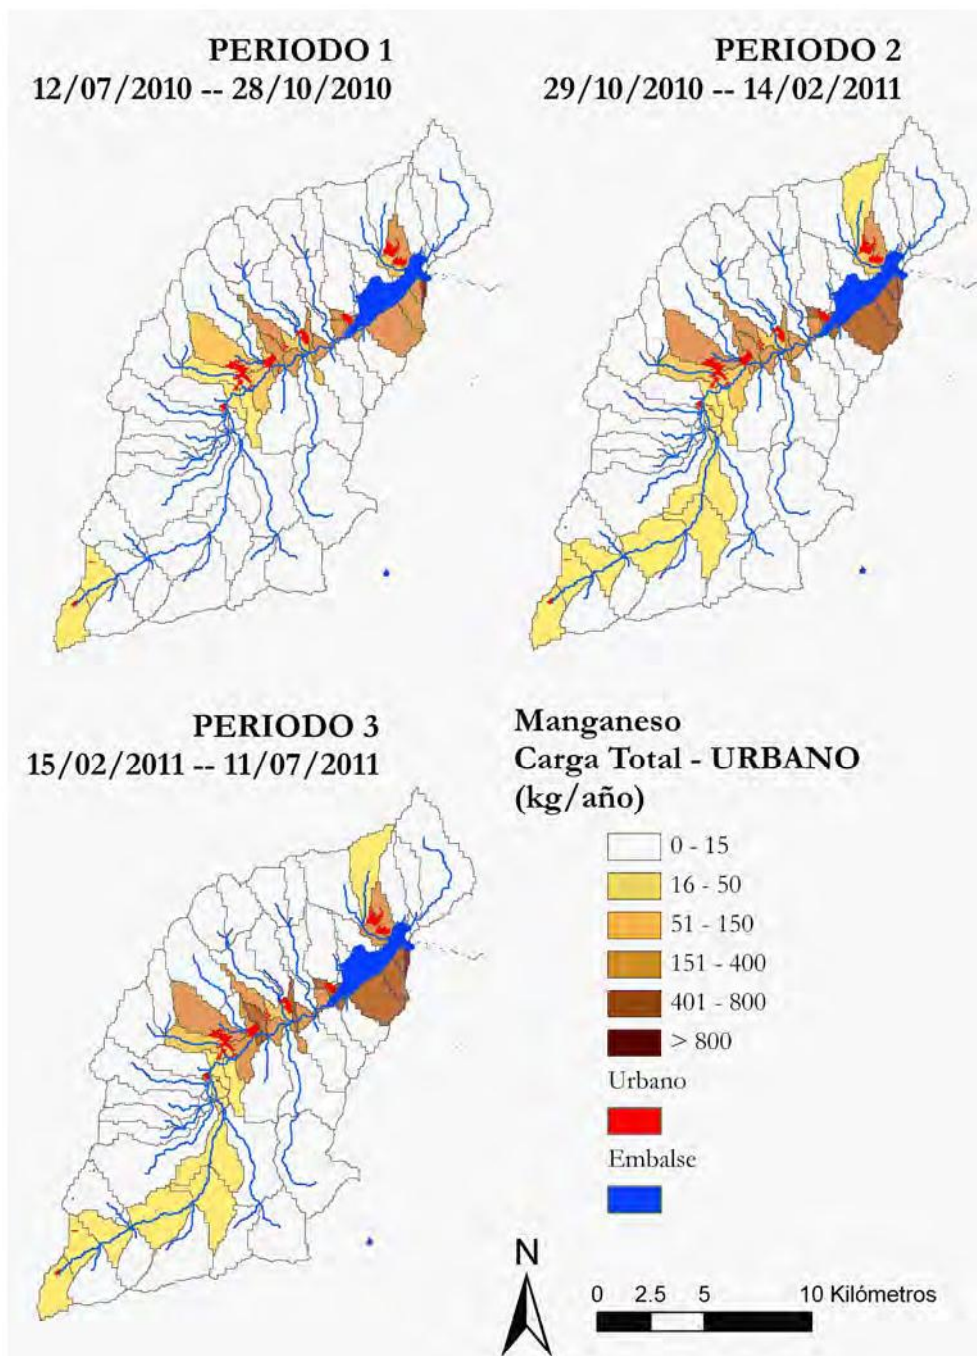 PERIODO 1
12/07/2010 -- 28/10/2010
PERIODO 2
29/10/2010 -- 14/02/2011
PERIODO 3
15/02/2011 -- 11/07/2011
Manganeso
Carga Total - URBANO
(kg/año)
0 - 15
16 - 50
51 - 150
151 - 400
401 - 800
> 800
Urbano
Embalse
N
0 2.5 5 10 Kilómetros